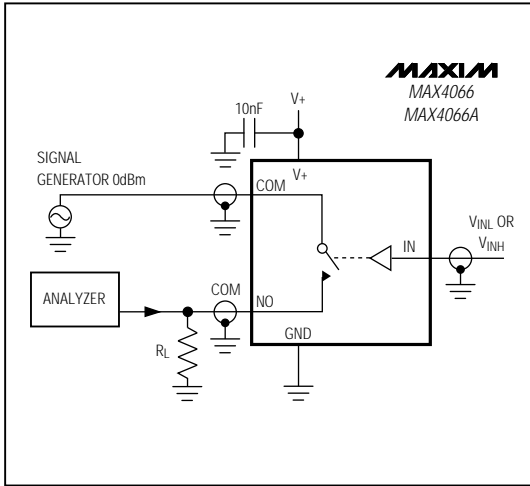 MAXIM
MAX4066
MAX4066A
10nF
V+
SIGNAL
GENERATOR 0dBm
COM
V+
VINL OR
VINH
IN
ANALYZER
COM
NO
GND
RL